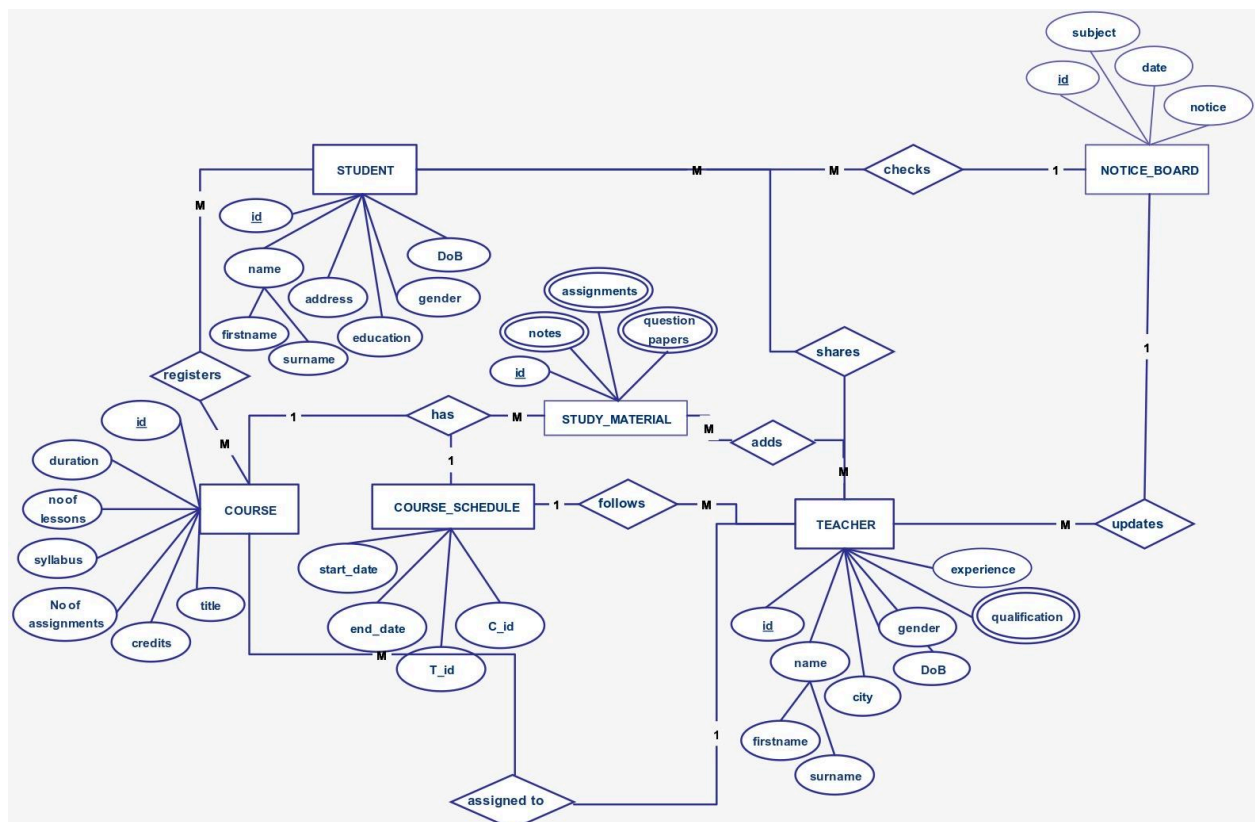 subject
id
date
notice
STUDENT
M
M
checks
1
NOTICE_BOARD
M
id
DoB
name
address
gender
firstname
surname
education
assignments
notes
question
papers
id
shares
1
registers
has
1
M
STUDY_MATERIAL
M
adds
id
M
1
M
duration
no of
lessons
COURSE
COURSE_SCHEDULE
1
follows
M
TEACHER
M
updates
syllabus
start_date
experience
No of
assignments
title
credits
end_date
C_id
T_id
M
id
gender
qualification
name
DoB
city
1
firstname
surname
assigned to